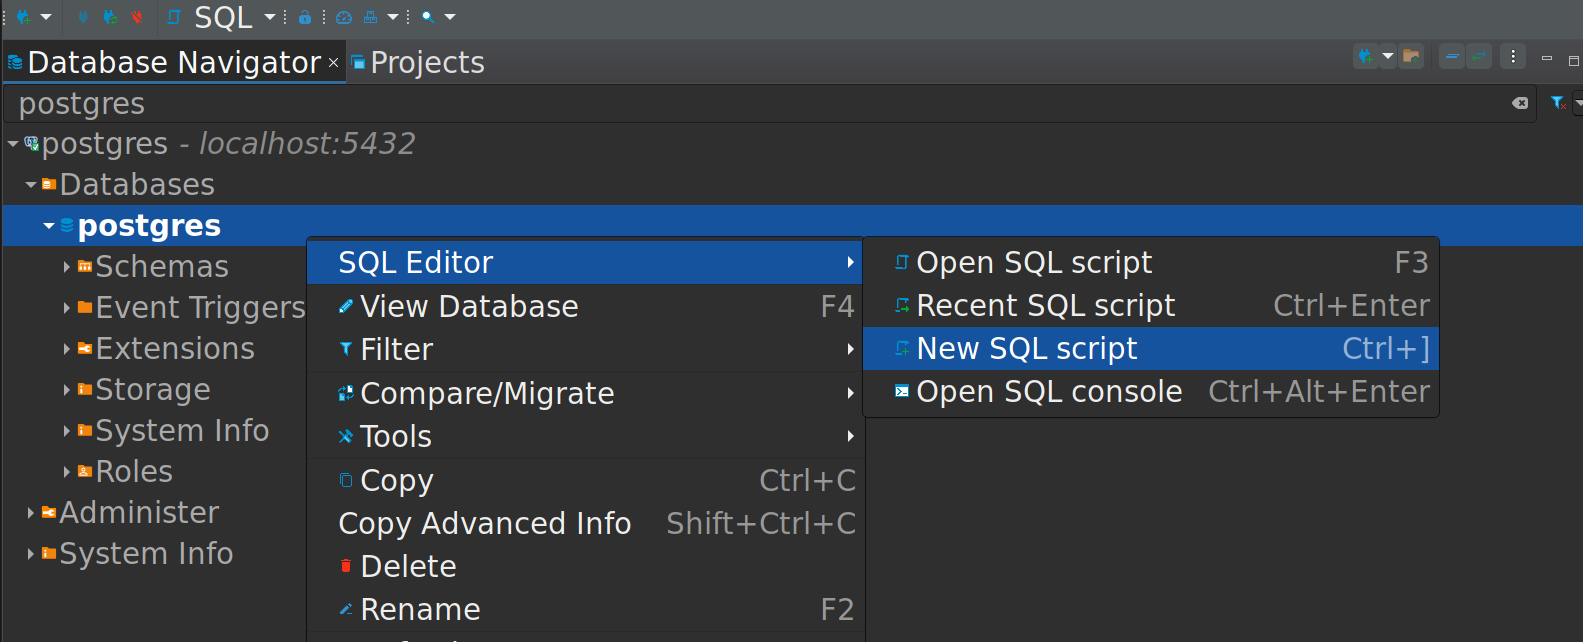 SQL
Database Navigator
Projects
postgres
postgres - localhost:5432
Databases
postgres
Schemas
Event Triggers
Extensions
Storage
System Info
Roles
Administer
System Info
SQL Editor
View Database F4
Filter
Compare/Migrate
Tools
Copy Ctrl+C
Copy Advanced Info Shift+Ctrl+C
Delete
Rename F2
Open SQL script F3
Recent SQL script Ctrl+Enter
New SQL script Ctrl+]
Open SQL console Ctrl+Alt+Enter